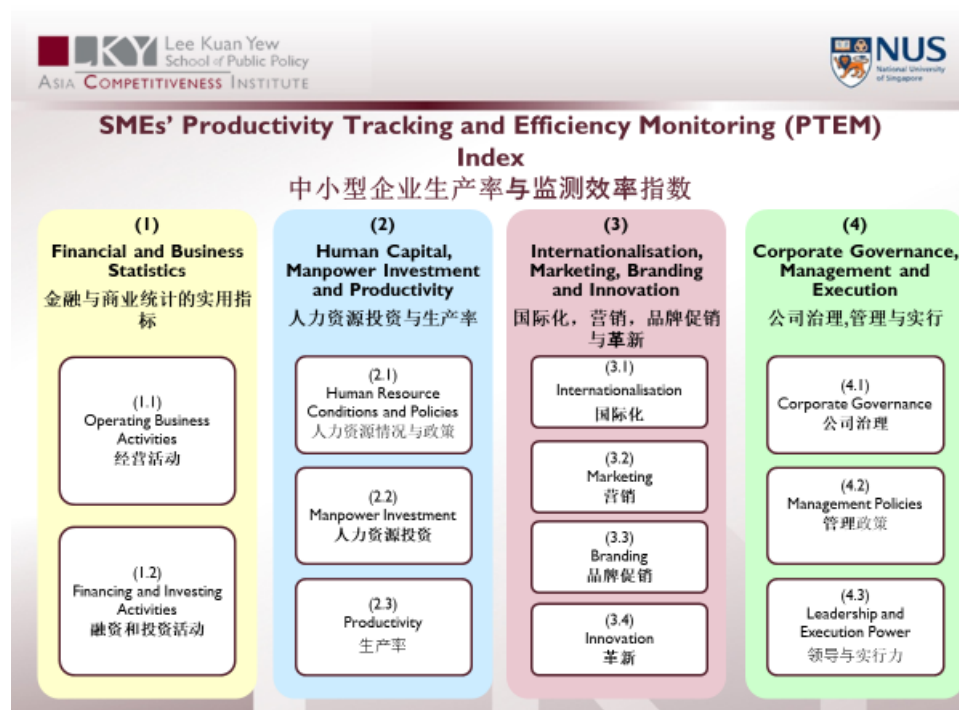 LKY Lee Kuan Yew
School of Public Policy
ASIA COMPETITIVENESS INSTITUTE
NUS
National University
of Singapore
SMEs' Productivity Tracking and Efficiency Monitoring (PTEM)
Index
中小型企业生产率与监测效率指数
(1)
Financial and Business
Statistics
金融与商业统计的实用指
标
(1.1)
Operating Business
Activities
经营活动
(1.2)
Financing and Investing
Activities
融资和投资活动
(2)
Human Capital,
Manpower Investment
and Productivity
人力资源投资与生产率
(2.1)
Human Resource
Conditions and Policies
人力资源情况与政策
(2.2)
Manpower Investment
人力资源投资
(2.3)
Productivity
生产率
(3)
Internationalisation,
Marketing, Branding
and Innovation
国际化，营销，品牌促销
与革新
(3.1)
Internationalisation
国际化
(3.2)
Marketing
营销
(3.3)
Branding
品牌促销
(3.4)
Innovation
革新
(4)
Corporate Governance,
Management and
Execution
公司治理,管理与实行
(4.1)
Corporate Governance
公司治理
(4.2)
Management Policies
管理政策
(4.3)
Leadership and
Execution Power
领导与实行力